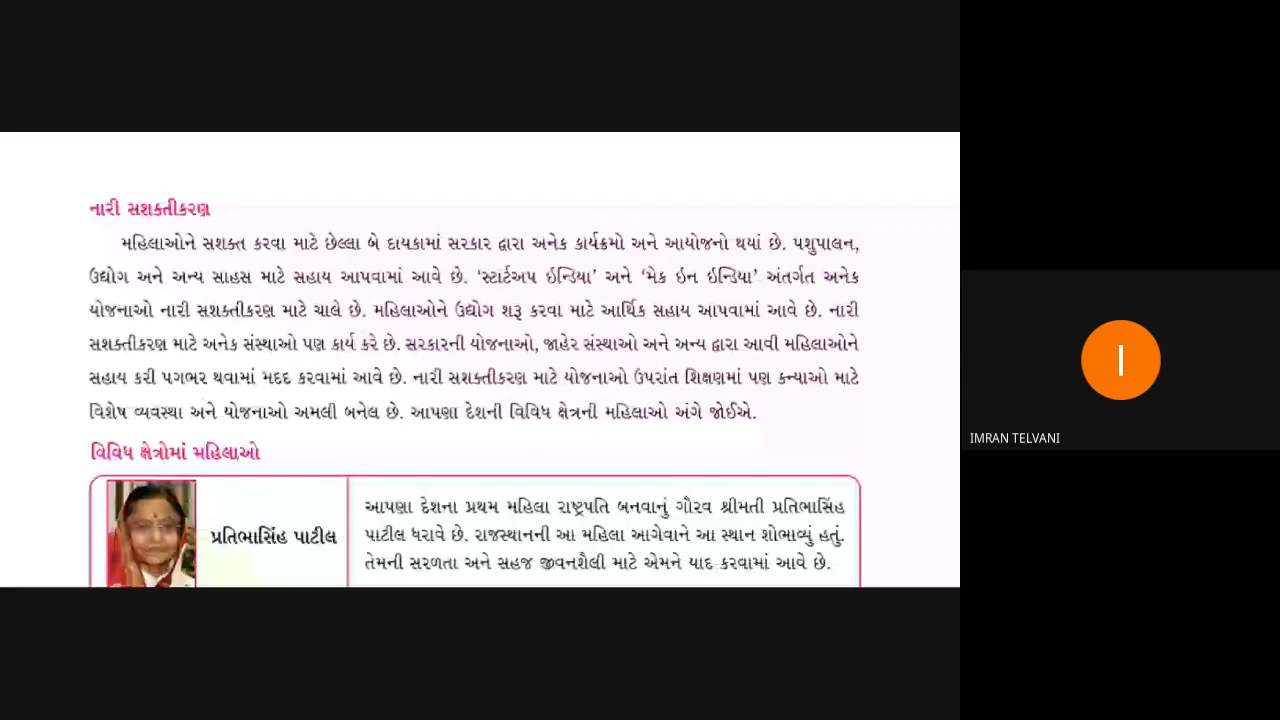 નારી સશક્તીકરણ
મહિલાઓને સશક્ત કરવા માટે છેલ્લા બે દાયકામાં સરકાર દ્વારા અનેક કાર્યક્રમો અને આયોજનો થયાં છે. પશુપાલન,
ઉદ્યોગ અને અન્ય સાહસ માટે સહાય આપવામાં આવે છે. ‘સ્ટાર્ટઅપ ઇન્ડિયા’ અને ‘મેક ઇન ઇન્ડિયા’ અંતર્ગત અનેક
યોજનાઓ નારી સશક્તીકરણ માટે ચાલે છે. મહિલાઓને ઉદ્યોગ શરૂ કરવા માટે આર્થિક સહાય આપવામાં આવે છે. નારી
સશક્તીકરણ માટે અનેક સંસ્થાઓ પણ કાર્ય કરે છે. સરકારની યોજનાઓ, જાહેર સંસ્થાઓ અને અન્ય દ્વારા આવી મહિલાઓને
સહાય કરી પગભર થવામાં મદદ કરવામાં આવે છે. નારી સશક્તીકરણ માટે યોજનાઓ ઉપરાંત શિક્ષણમાં પણ કન્યાઓ માટે
વિશેષ વ્યવસ્થા અને યોજનાઓ અમલી બનેલ છે. આપણા દેશની વિવિધ ક્ષેત્રની મહિલાઓ અંગે જોઈએ.
વિવિધ ક્ષેત્રોમાં મહિલાઓ
પ્રતિભાસિંહ પાટીલ
આપણા દેશના પ્રથમ મહિલા રાષ્ટ્રપતિ બનવાનું ગૌરવ શ્રીમતી પ્રતિભાસિંહ
પાટીલ ધરાવે છે. રાજસ્થાનની આ મહિલા આગેવાને આ સ્થાન શોભાવ્યું હતું.
તેમની સરળતા અને સહજ જીવનશૈલી માટે એમને યાદ કરવામાં આવે છે.
I
IMRAN TELVANI